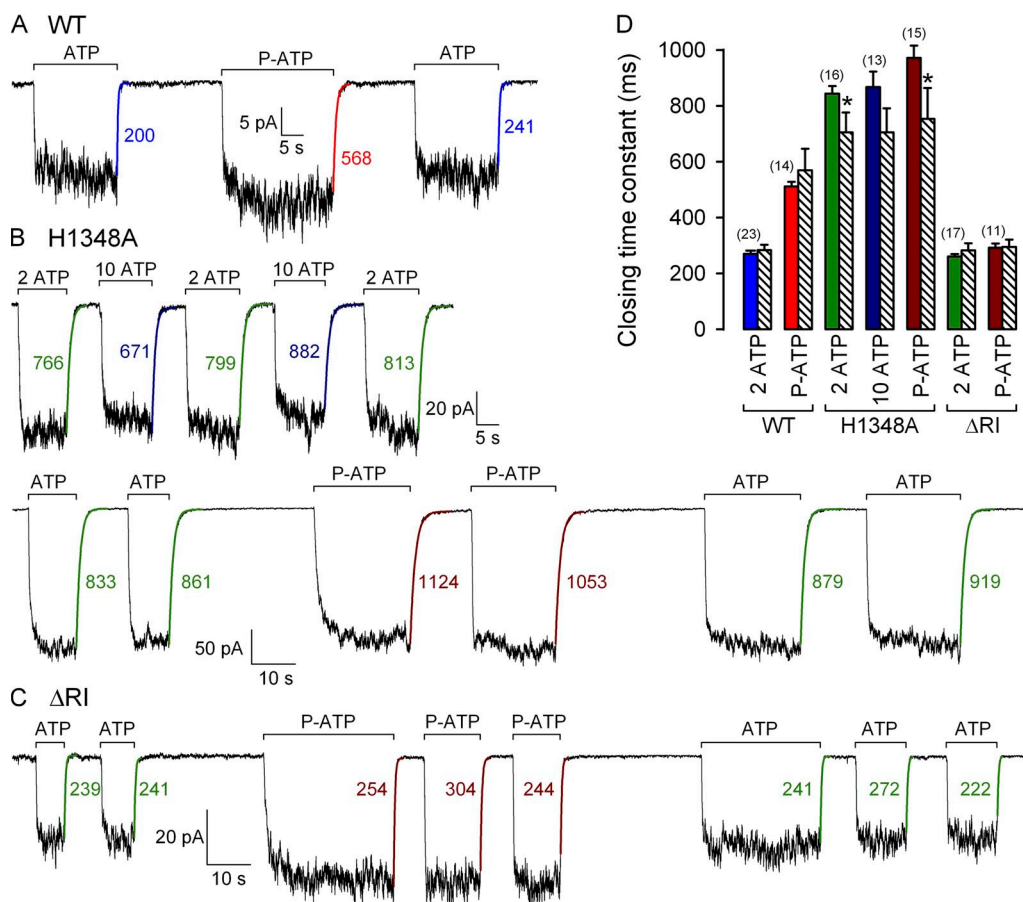 A WT
ATP
P-ATP
ATP
200
5 pA
5 s
568
241
B H1348A
2 ATP
10 ATP
2 ATP
10 ATP
2 ATP
766
671
799
882
813
20 pA
5 s
ATP
ATP
P-ATP
P-ATP
ATP
ATP
833
861
1124
1053
879
919
50 pA
10 s
C ΔRI
ATP
ATP
P-ATP
P-ATP
P-ATP
ATP
ATP
ATP
239
241
254
304
244
241
272
222
20 pA
10 s
D
Closing time constant (ms)
1000
800
600
400
200
0
(23)
(14)
(16)
*
(13)
(15)
*
(17)
(11)
2 ATP
P-ATP
2 ATP
10 ATP
P-ATP
2 ATP
P-ATP
WT
H1348A
ΔRI